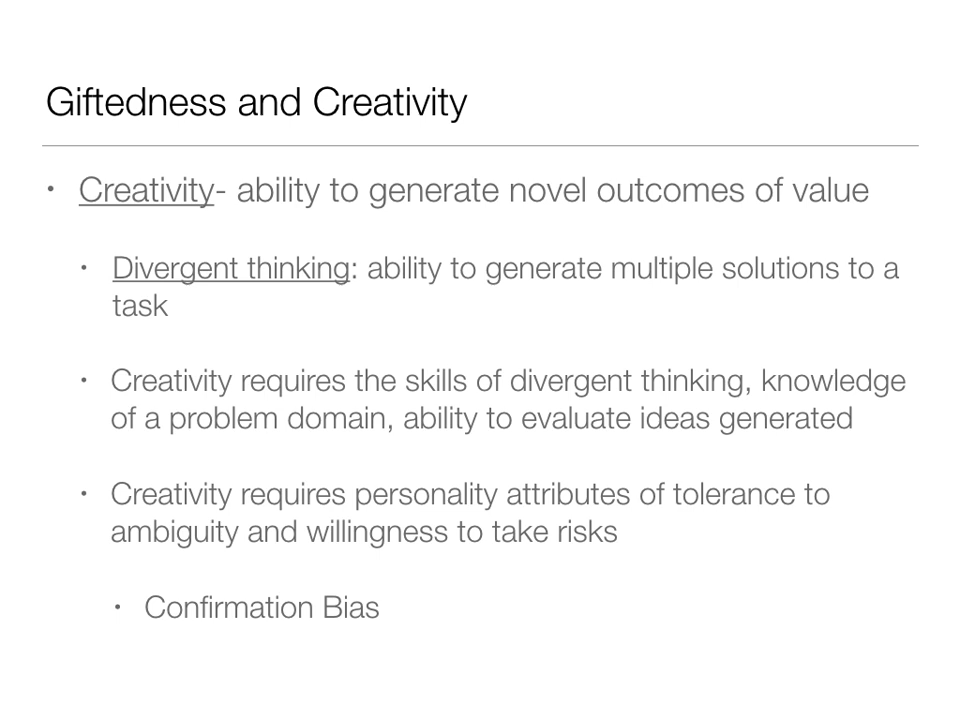 Giftedness and Creativity
• Creativity- ability to generate novel outcomes of value
• Divergent thinking: ability to generate multiple solutions to a
task
• Creativity requires the skills of divergent thinking, knowledge
of a problem domain, ability to evaluate ideas generated
• Creativity requires personality attributes of tolerance to
ambiguity and willingness to take risks
• Confirmation Bias